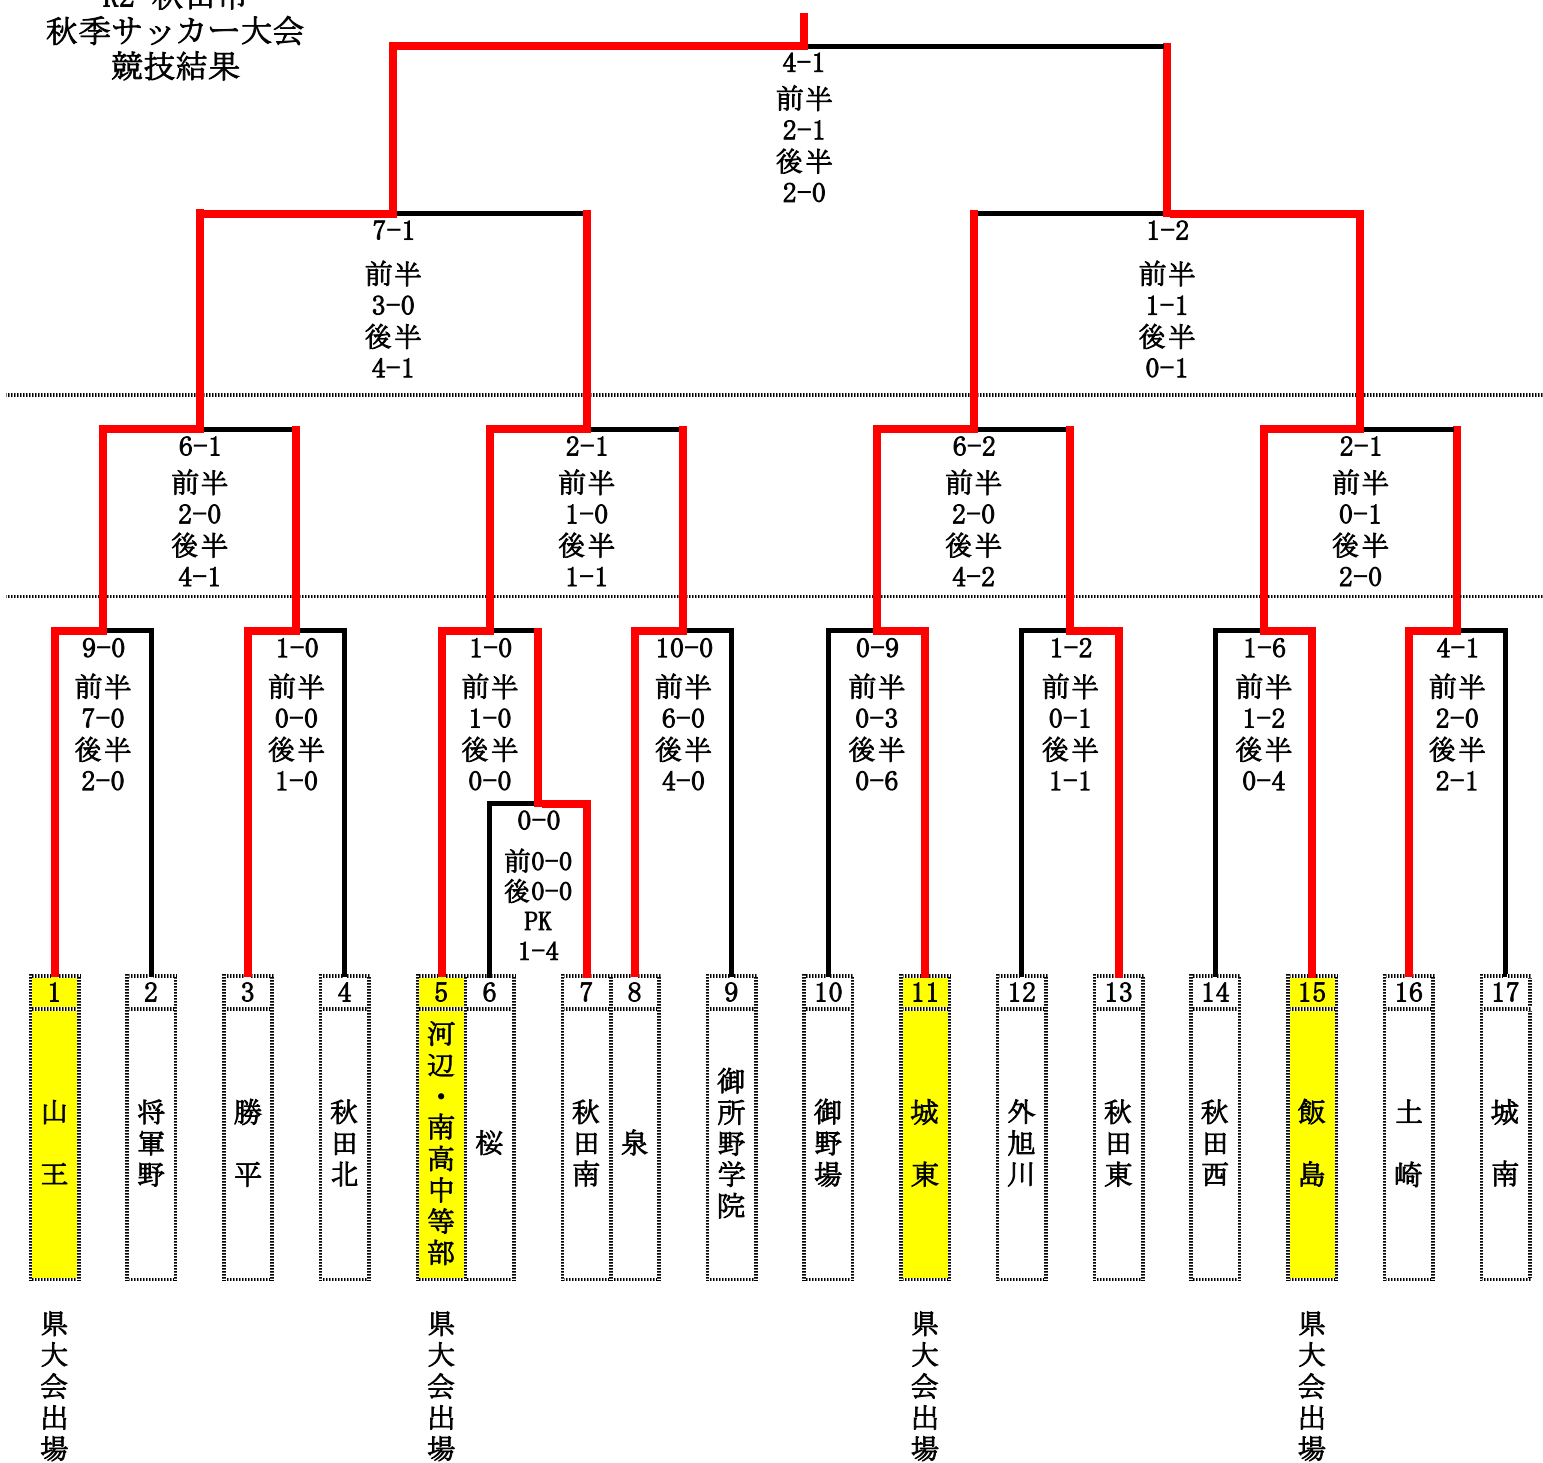 R2 秋田市
秋季サッカー大会
競技結果
4-1
前半
2-1
後半
2-0
7-1
前半
3-0
後半
4-1
1-2
前半
1-1
後半
0-1
6-1
前半
2-0
後半
4-1
2-1
前半
1-0
後半
1-1
6-2
前半
2-0
後半
4-2
2-1
前半
0-1
後半
2-0
9-0
前半
7-0
後半
2-0
1-0
前半
0-0
後半
1-0
1-0
前半
1-0
後半
0-0
10-0
前半
6-0
後半
4-0
0-9
前半
0-3
後半
0-6
1-2
前半
0-1
後半
1-1
1-6
前半
1-2
後半
0-4
4-1
前半
2-0
後半
2-1
0-0
前0-0
後0-0
PK
1-4
1
山王
2
将軍野
3
勝平
4
秋田北
5
河辺・南高中等部
6
桜
7
秋田南
8
泉
9
御所野学院
10
御野場
11
城東
12
外旭川
13
秋田東
14
秋田西
15
飯島
16
土崎
17
城南
県大会出場
県大会出場
県大会出場
県大会出場